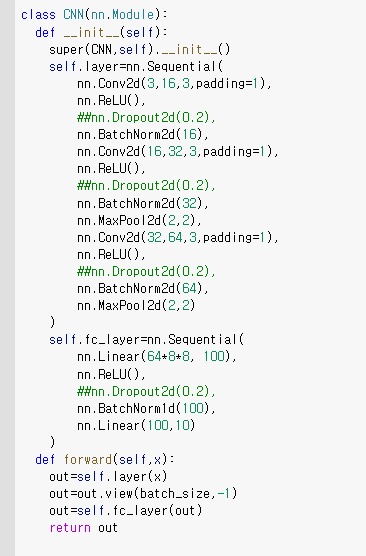 class CNN(nn.Module):
  def __init__(self):
    super(CNN,self).__init__()
    self.layer=nn.Sequential(
        nn.Conv2d(3,16,3,padding=1),
        nn.ReLU(),
        ##nn.Dropout2d(0.2),
        nn.BatchNorm2d(16),
        nn.Conv2d(16,32,3,padding=1),
        nn.ReLU(),
        ##nn.Dropout2d(0.2),
        nn.BatchNorm2d(32),
        nn.MaxPool2d(2,2),
        nn.Conv2d(32,64,3,padding=1),
        nn.ReLU(),
        ##nn.Dropout2d(0.2),
        nn.BatchNorm2d(64),
        nn.MaxPool2d(2,2)
    )
    self.fc_layer=nn.Sequential(
        nn.Linear(64*8*8, 100),
        nn.ReLU(),
        ##nn.Dropout2d(0.2),
        nn.BatchNorm1d(100),
        nn.Linear(100,10)
    )
  def forward(self,x):
    out=self.layer(x)
    out=out.view(batch_size,-1)
    out=self.fc_layer(out)
    return out